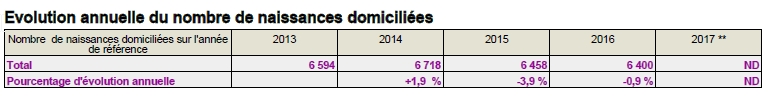 Evolution annuelle du nombre de naissances domiciliées
Nombre de naissances domiciliées sur l'année de référence 2013 2014 2015 2016 2017 **
Total 6 594 6 718 6 458 6 400 ND
Pourcentage d'évolution annuelle +1,9 % -3,9 % -0,9 % ND